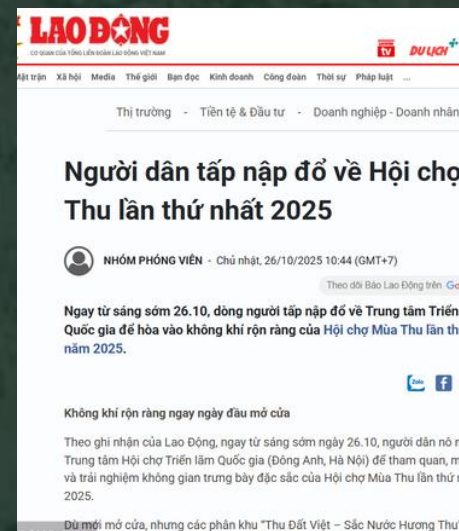 LAO ĐỘNG
CƠ QUAN CỦA TỔNG LIÊN ĐOÀN LAO ĐỘNG VIỆT NAM
tv DU LỊCH
Mặt trận Xã hội Media Thế giới Bạn đọc Kinh doanh Công đoàn Thời sự Pháp luật ...
Thị trường - Tiền tệ & Đầu tư - Doanh nghiệp - Doanh nhân
Người dân tấp nập đổ về Hội chợ
Thu lần thứ nhất 2025
NHÓM PHÓNG VIÊN - Chủ nhật, 26/10/2025 10:44 (GMT+7)
Theo dõi Báo Lao Động trên
Ngay từ sáng sớm 26.10, dòng người tấp nập đổ về Trung tâm Triển
Quốc gia để hòa vào không khí rộn ràng của Hội chợ Mùa Thu lần th
năm 2025.
Zalo f
Không khí rộn ràng ngay ngày đầu mở cửa
Theo ghi nhận của Lao Động, ngay từ sáng sớm ngày 26.10, người dân nô n
Trung tâm Hội chợ Triển lãm Quốc gia (Đông Anh, Hà Nội) để tham quan, m
và trải nghiệm không gian trưng bày đặc sắc của Hội chợ Mùa Thu lần thứ n
2025.
Dù mới mở cửa, nhưng các phân khu "Thu Đất Việt – Sắc Nước Hương Thu"